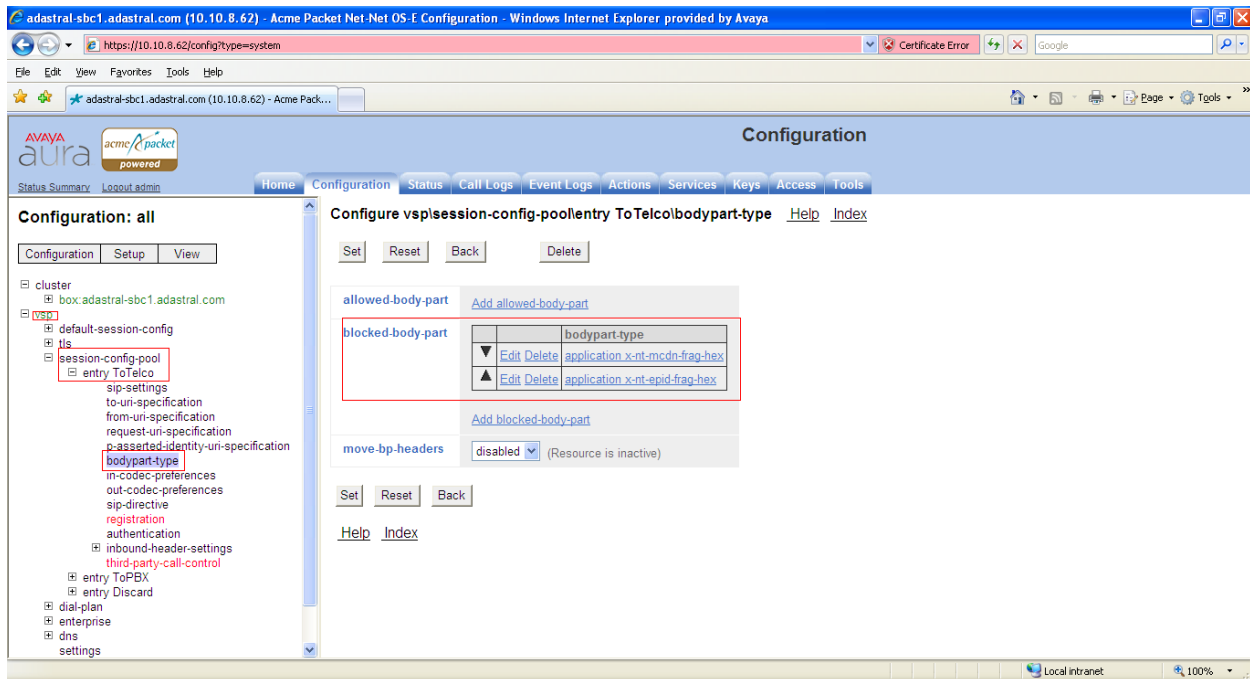 adastral-sbc1.adastral.com (10.10.8.62) - Acme Packet Net-Net OS-E Configuration - Windows Internet Explorer provided by Avaya
https://10.10.8.62/config?type=system
Certificate Error
Google
File Edit View Favorites Tools Help
adastral-sbc1.adastral.com (10.10.8.62) - Acme Pack...
Page Tools »
AVAYA
aura
acme packet
powered
Configuration
Status Summary Logout admin
Home Configuration Status Call Logs Event Logs Actions Services Keys Access Tools
Configuration: all
Configuration Setup View
cluster
box:adastral-sbc1.adastral.com
vsp
default-session-config
tls
session-config-pool
entry ToTelco
sip-settings
to-uri-specification
from-uri-specification
request-uri-specification
p-asserted-identity-uri-specification
bodypart-type
in-codec-preferences
out-codec-preferences
sip-directive
registration
authentication
inbound-header-settings
third-party-call-control
entry ToPBX
entry Discard
dial-plan
enterprise
dns
settings
Configure vsp\session-config-pool\entry ToTelco\bodypart-type Help Index
Set Reset Back Delete
allowed-body-part Add allowed-body-part
blocked-body-part bodypart-type
Edit Delete application x-nt-mcdn-frag-hex
Edit Delete application x-nt-epid-frag-hex
Add blocked-body-part
move-bp-headers disabled (Resource is inactive)
Set Reset Back
Help Index
Local intranet 100%